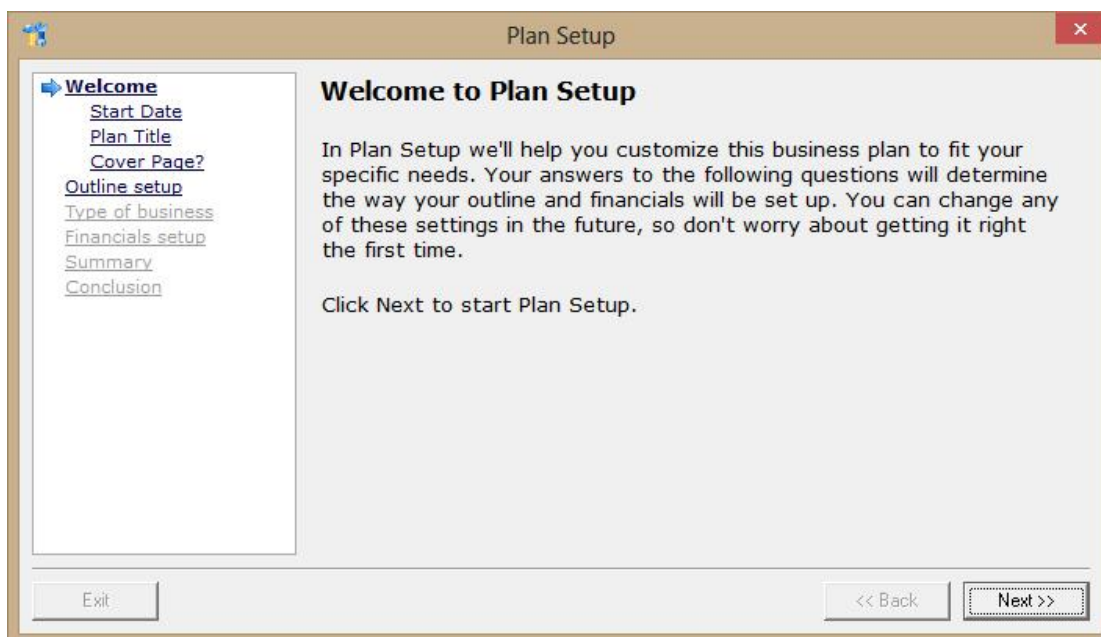 Plan Setup
Welcome
Start Date
Plan Title
Cover Page?
Outline setup
Type of business
Financials setup
Summary
Conclusion
Welcome to Plan Setup
In Plan Setup we'll help you customize this business plan to fit your
specific needs. Your answers to the following questions will determine
the way your outline and financials will be set up. You can change any
of these settings in the future, so don't worry about getting it right
the first time.
Click Next to start Plan Setup.
Exit
<< Back
Next >>